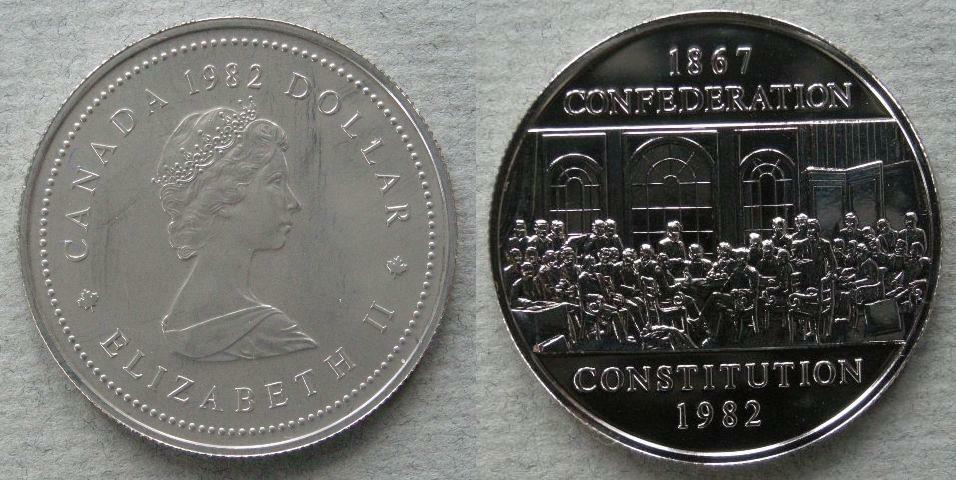 CANADA 1982 DOLLAR
ELIZABETH II
1867
CONFEDERATION
CONSTITUTION
1982